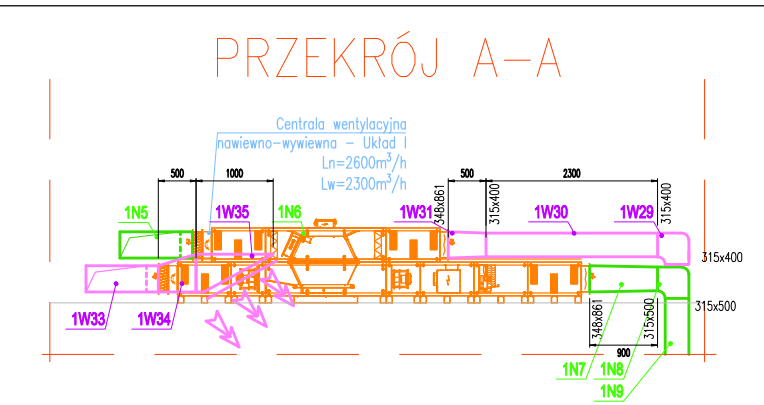 PRZEKRÓJ A–A
Centrala wentylacyjna
nawiewno-wywiewna – Układ I
Ln=2600m³/h
Lw=2300m³/h
500
1000
500
2300
1N5
1W35
1N6
1W31
348x861
315x400
1W30
1W29
315x400
315x400
1W33
1W34
348x861
315x500
315x500
900
1N7
1N8
1N9